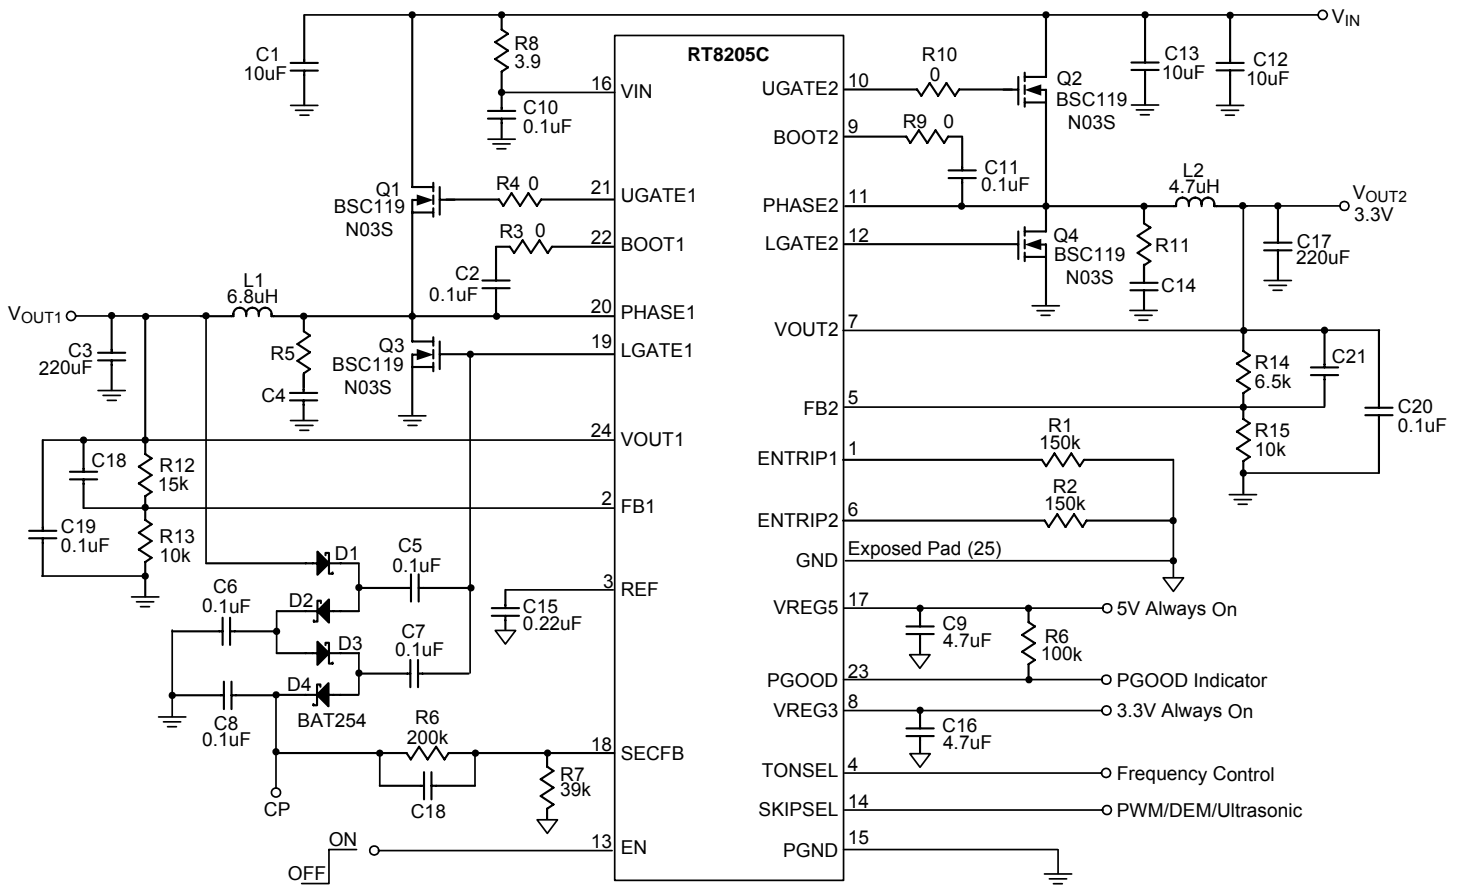 VIN
C1
10uF
R8
3.9
C10
0.1uF
16
VIN
RT8205C
UGATE2
10
R10
0
Q2
BSC119
N03S
C13
10uF
C12
10uF
BOOT2
9
R9 0
C11
0.1uF
Q1
BSC119
N03S
R4 0
21
UGATE1
R3 0
22
BOOT1
C2
0.1uF
PHASE2
11
L2
4.7uH
VOUT2
3.3V
LGATE2
12
Q4
BSC119
N03S
R11
C14
C17
220uF
L1
6.8uH
VOUT1
20
PHASE1
19
LGATE1
C3
220uF
R5
C4
Q3
BSC119
N03S
VOUT2
7
R14
6.5k
C21
FB2
5
C20
0.1uF
R15
10k
24
VOUT1
C18
R12
15k
ENTRIP1
1
R1
150k
2
FB1
C19
0.1uF
R13
10k
ENTRIP2
6
R2
150k
GND
Exposed Pad (25)
D1
C5
0.1uF
3
REF
C15
0.22uF
C6
0.1uF
D2
D3
C7
0.1uF
VREG5
17
5V Always On
C9
4.7uF
R6
100k
D4
BAT254
C8
0.1uF
PGOOD
23
PGOOD Indicator
VREG3
8
3.3V Always On
C16
4.7uF
R6
200k
18
SECFB
C18
R7
39k
CP
TONSEL
4
Frequency Control
SKIPSEL
14
PWM/DEM/Ultrasonic
ON
OFF
13
EN
PGND
15